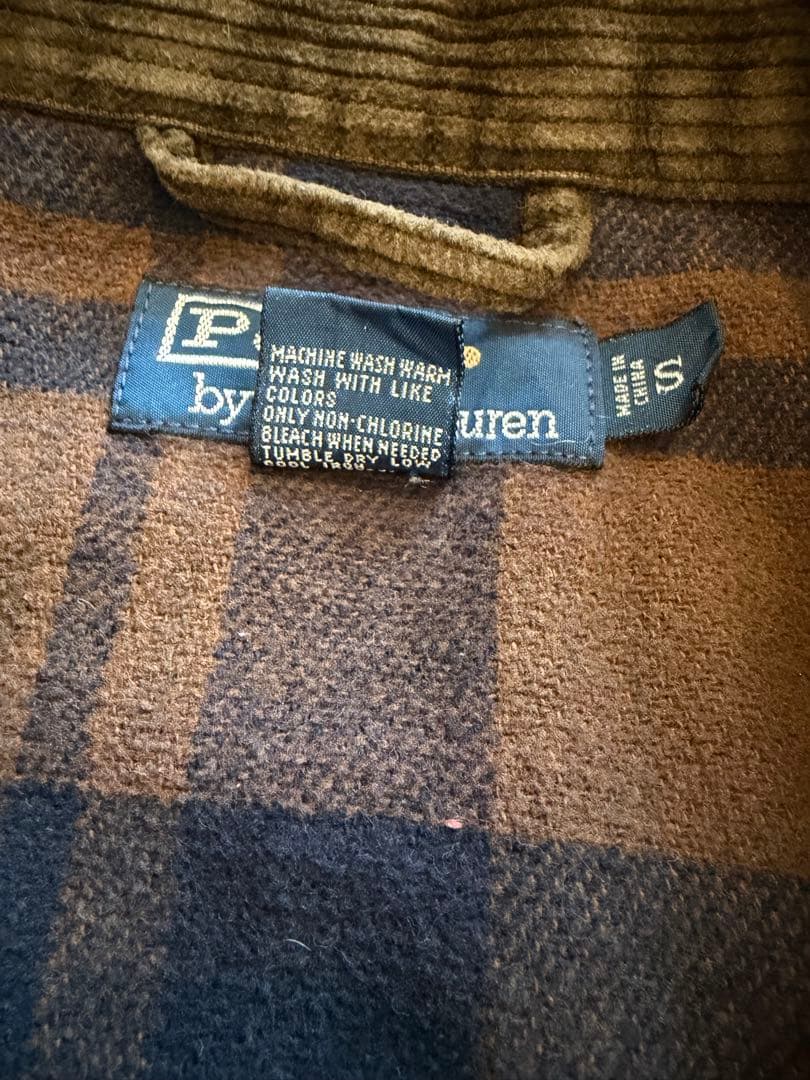 P
by uren
MACHINE WASH WARM
WASH WITH LIKE
COLORS
ONLY NON-CHLORINE
BLEACH WHEN NEEDED
TUMBLE DRY LOW
MADE IN
CHINA
S